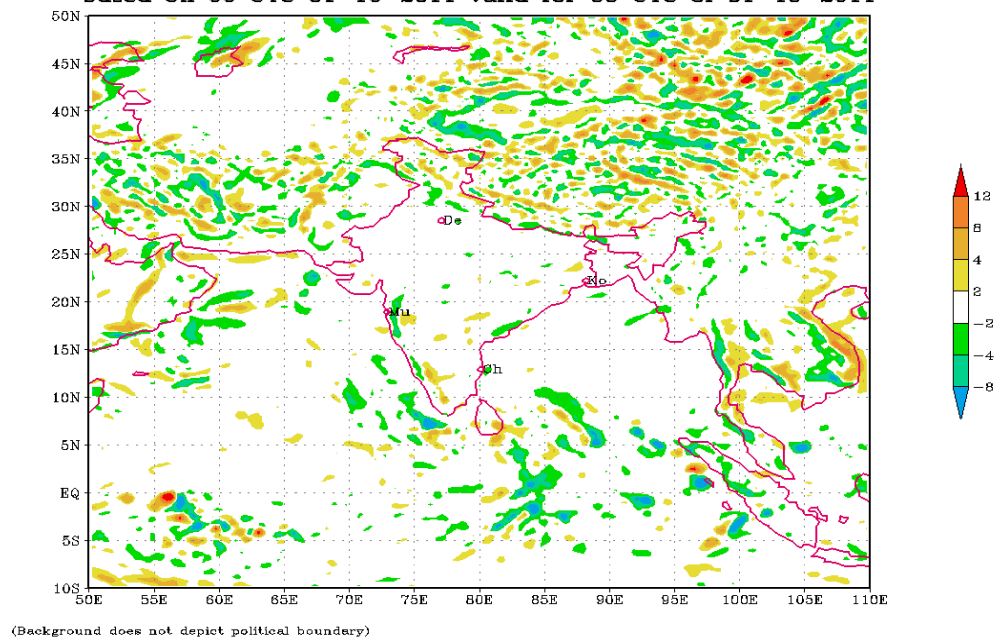 50N
45N
40N
35N
30N
25N
20N
15N
10N
5N
EQ
5S
10S
50E 55E 60E 65E 70E 75E 80E 85E 90E 95E 100E 105E 110E
De
Ko
Mu
Ch
12
8
4
2
-2
-4
-8
(Background does not depict political boundary)